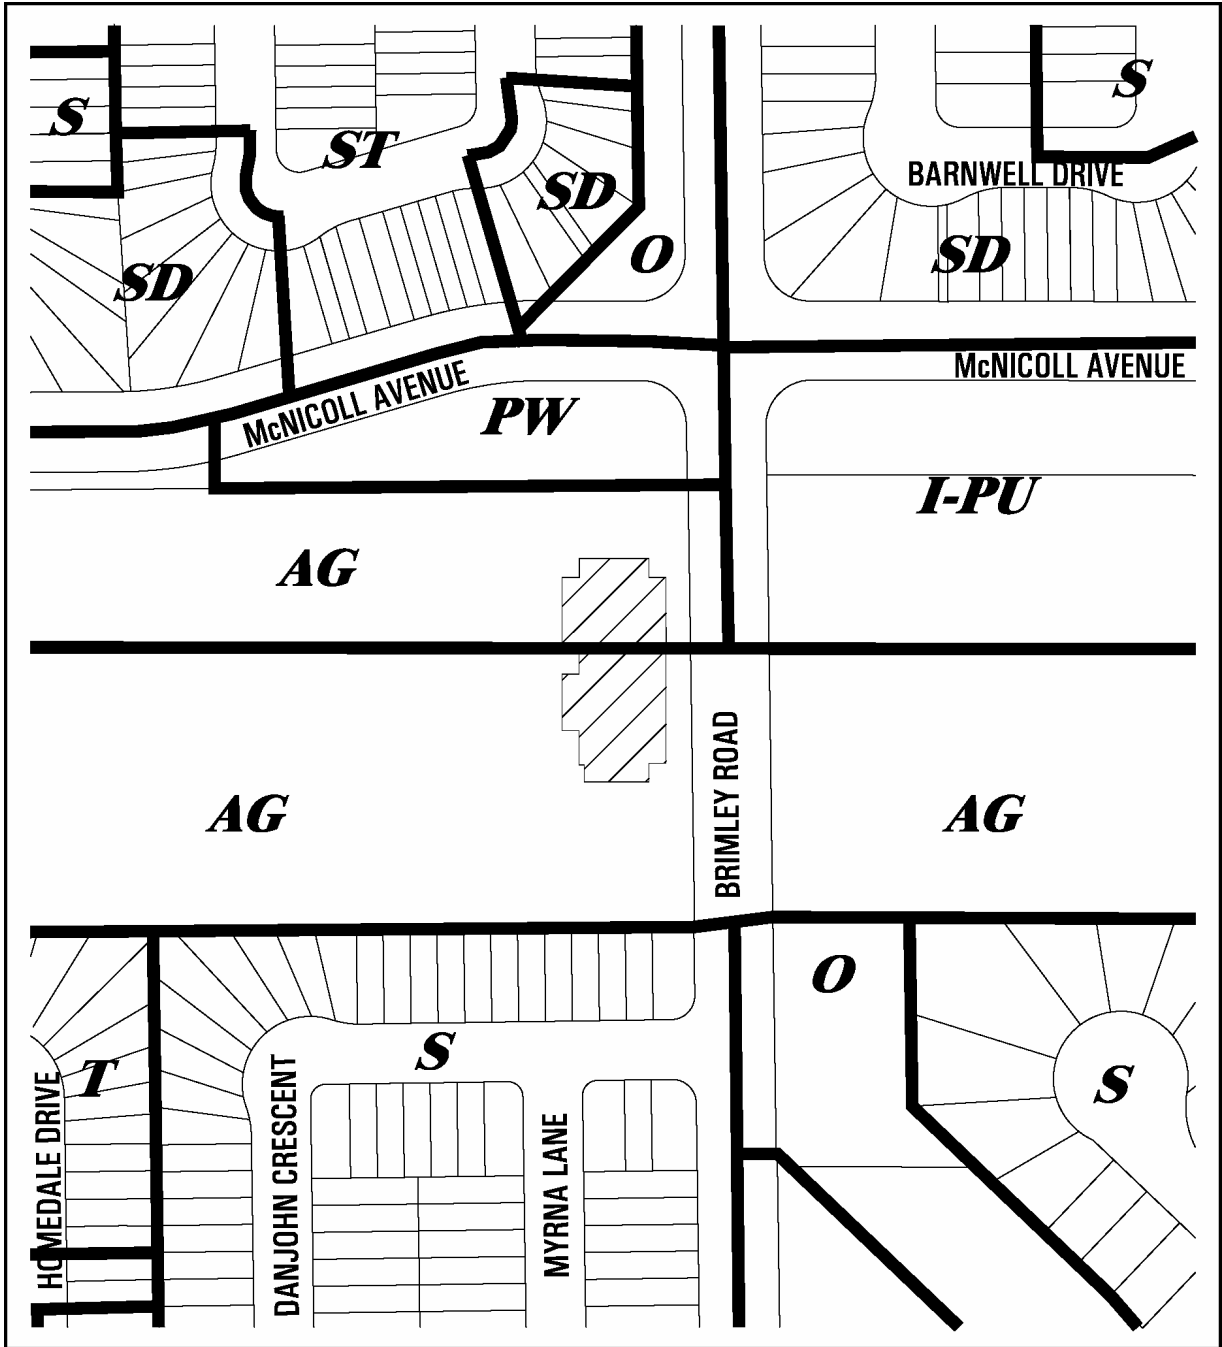 S
S
ST
BARNWELL DRIVE
SD
O
SD
SD
McNICOLL AVENUE
McNICOLL AVENUE
PW
I-PU
AG
BRIMLEY ROAD
AG
AG
O
S
T
S
HOMEDALE DRIVE
DANJOHN CRESCENT
MYRNA LANE